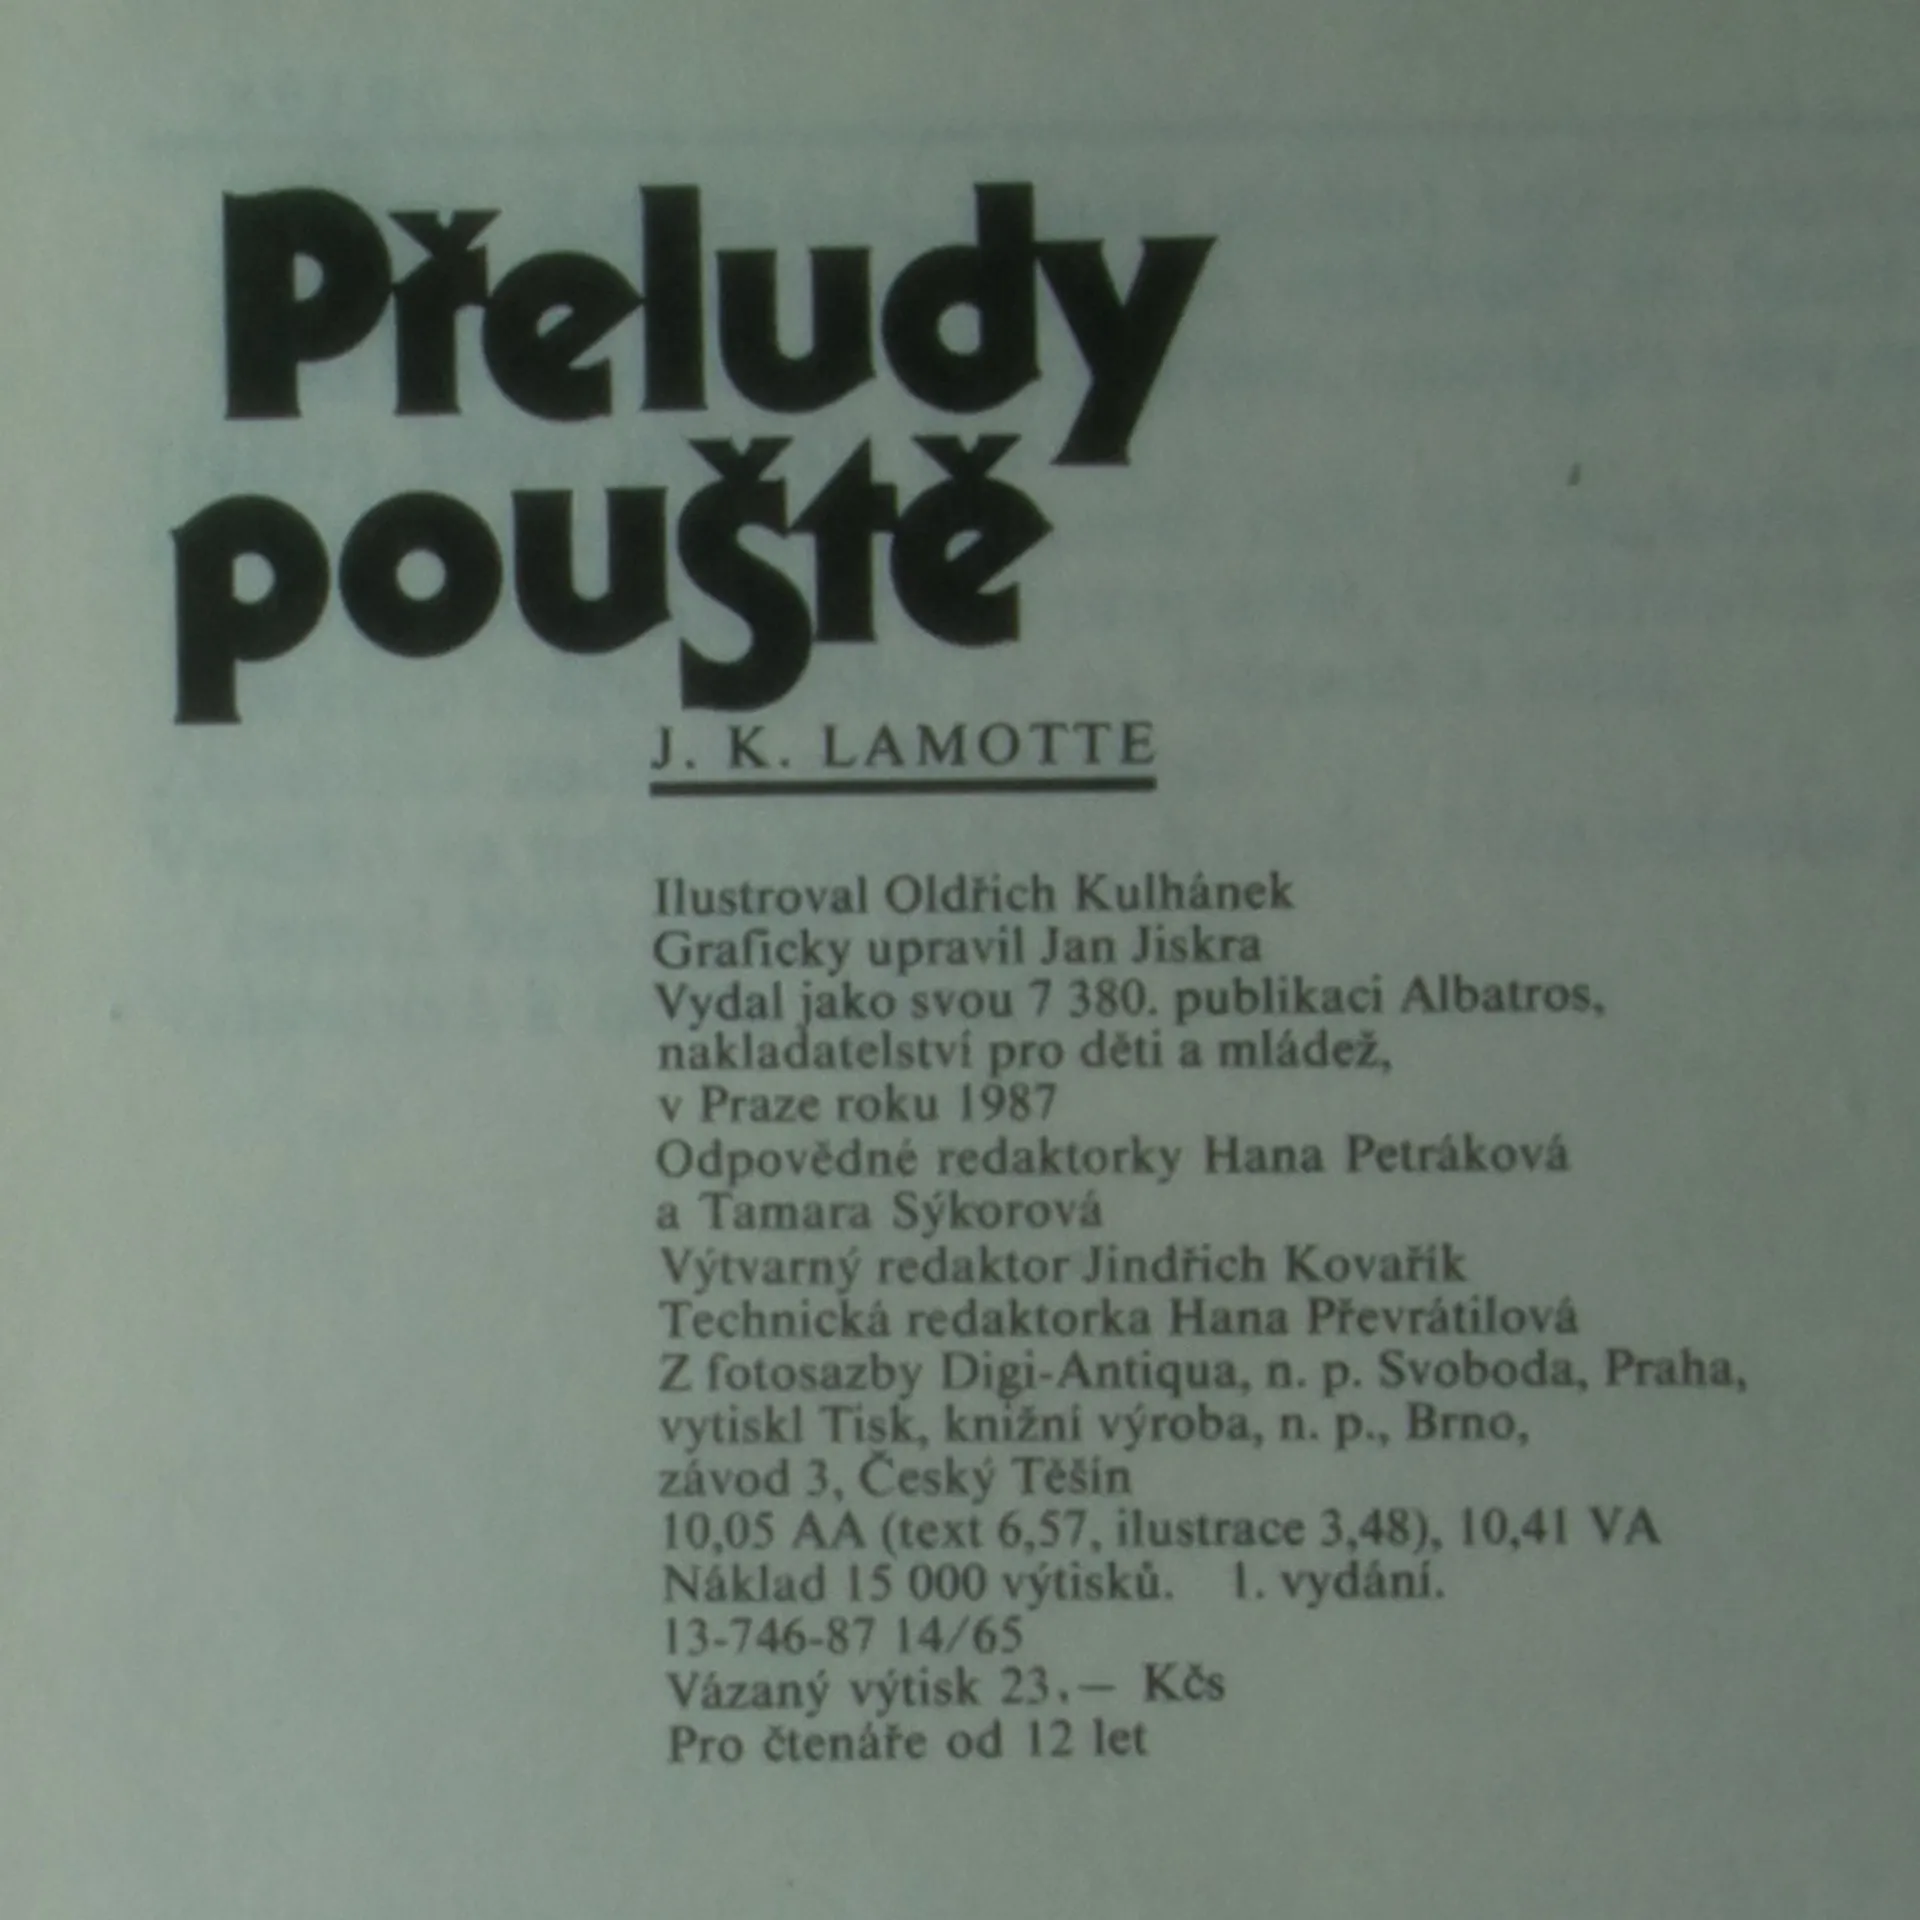 Přeludy
pouště
J. K. LAMOTTE
Ilustroval Oldřich Kulhánek
Graficky upravil Jan Jiskra
Vydal jako svou 7 380. publikaci Albatros,
nakladatelství pro děti a mládež,
v Praze roku 1987
Odpovědné redaktorky Hana Petráková
a Tamara Sýkorová
Výtvarný redaktor Jindřich Kovařík
Technická redaktorka Hana Převrátilová
Z fotosazby Digi-Antiqua, n. p. Svoboda, Praha,
vytiskl Tisk, knižní výroba, n. p., Brno,
závod 3, Český Těšín
10,05 AA (text 6,57, ilustrace 3,48), 10,41 VA
Náklad 15 000 výtisků. 1. vydání.
13-746-87 14/65
Vázaný výtisk 23,— Kčs
Pro čtenáře od 12 let